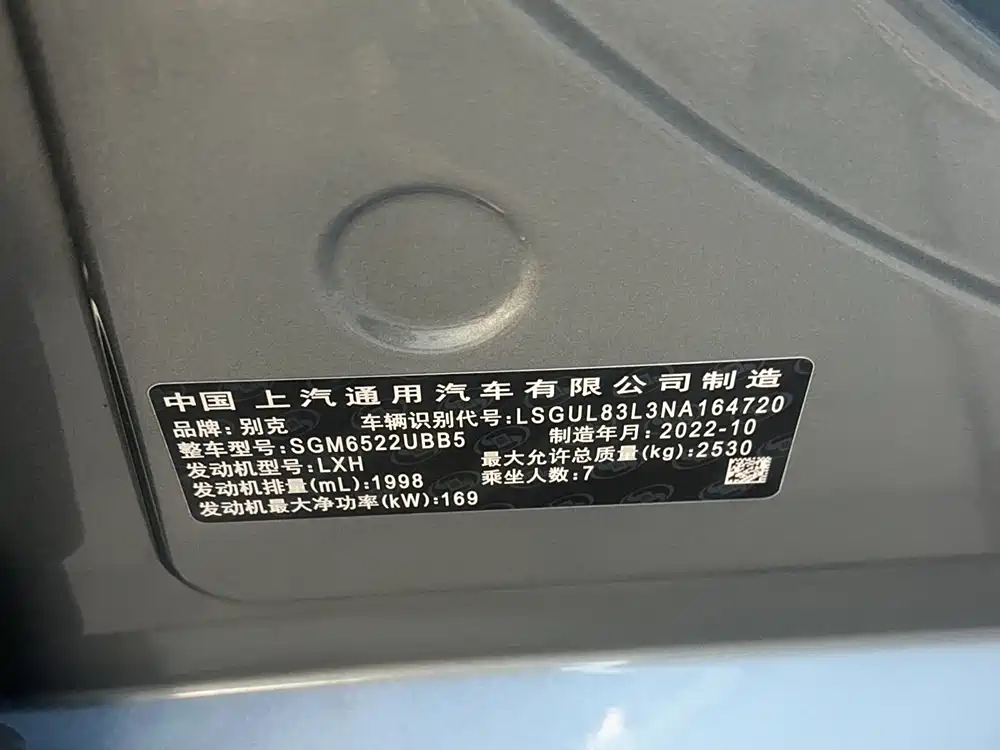 中国 上汽通用汽车有限公司制造
品牌: 别克 车辆识别代号:LSGUL83L3NA164720
整车型号:SGM6522UBB5 制造年月:2022-10
发动机型号:LXH 最大允许总质量(kg):2530
发动机排量(mL):1998 乘坐人数:7
发动机最大净功率(kW):169